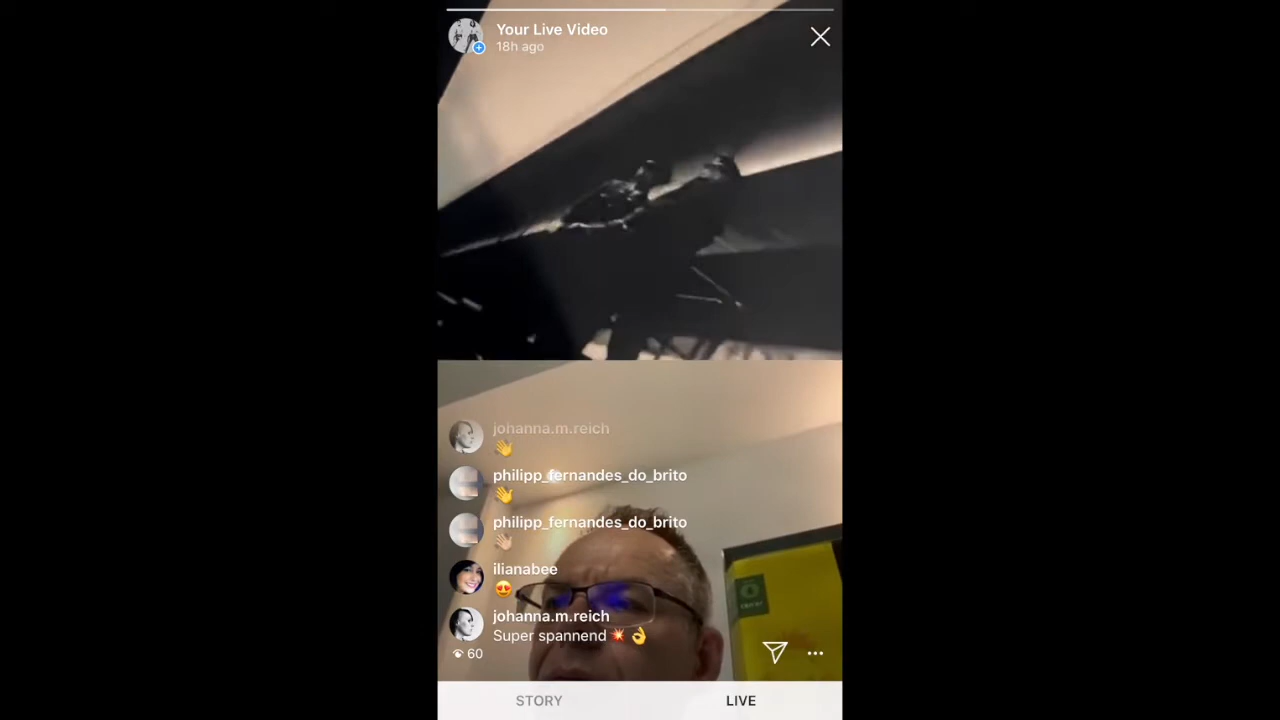 Your Live Video
18h ago
johanna.m.reich
👋
philipp_fernandes_do_brito
👋
philipp_fernandes_do_brito
👋🏼
ilianabee
😍
johanna.m.reich
Super spannend💥👌
60
STORY
LIVE